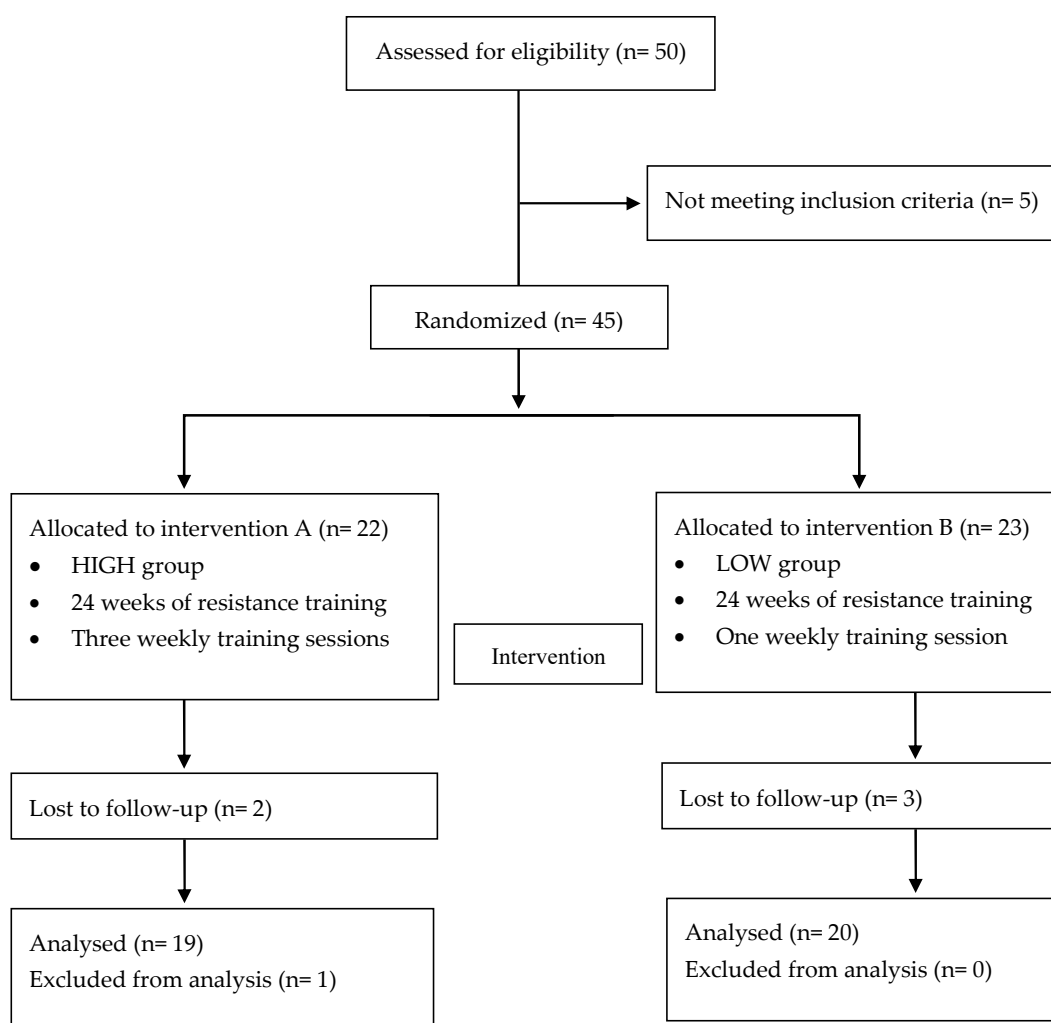 Assessed for eligibility (n= 50)
Not meeting inclusion criteria (n= 5)
Randomized (n= 45)
Allocated to intervention A (n= 22)
• HIGH group
• 24 weeks of resistance training
• Three weekly training sessions
Allocated to intervention B (n= 23)
• LOW group
• 24 weeks of resistance training
• One weekly training session
Intervention
Lost to follow-up (n= 2)
Lost to follow-up (n= 3)
Analysed (n= 19)
Excluded from analysis (n= 1)
Analysed (n= 20)
Excluded from analysis (n= 0)